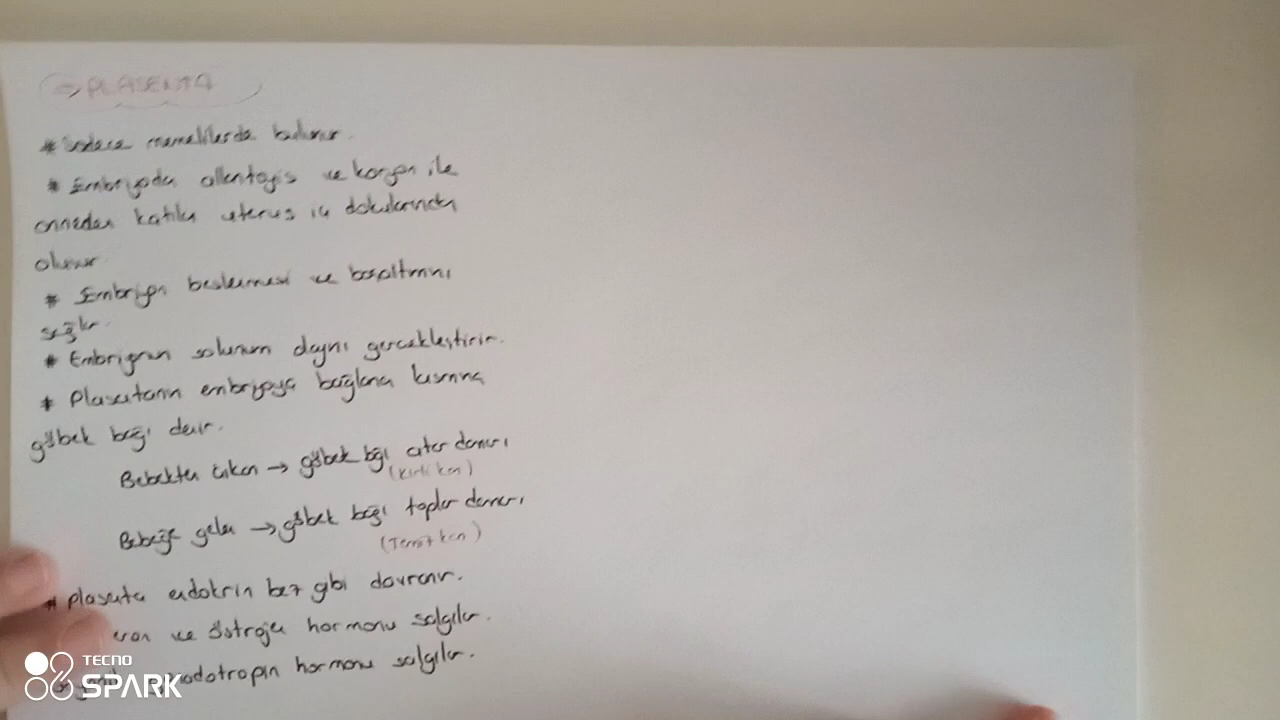 → PLASENTA
* Sadece memelilerde bulunur.
* Embriyoda allantoyis ve koryon ile
anneden katılan uterus iç dokularından
oluşur.
* Embriyon beslenmesi ve boşaltımını
sağlar.
* Embriyonun solunum olayını gerçekleştirir.
* Plasentanın embriyoya bağlanan kısmına
göbek bağı denir.
Bebekten çıkan → göbek bağı atar damarı
(Kirli kan)
Bebeğe gelen → göbek bağı toplar damarı
(Temiz kan)
* Plasenta endokrin bez gibi davranır.
ve östrojen hormonu salgılar.
hormonu salgılar.
TECNO
SPARK